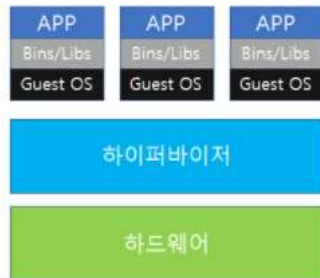 APP APP APP
Bins/Libs Bins/Libs Bins/Libs
Guest OS Guest OS Guest OS
하이퍼바이저
하드웨어